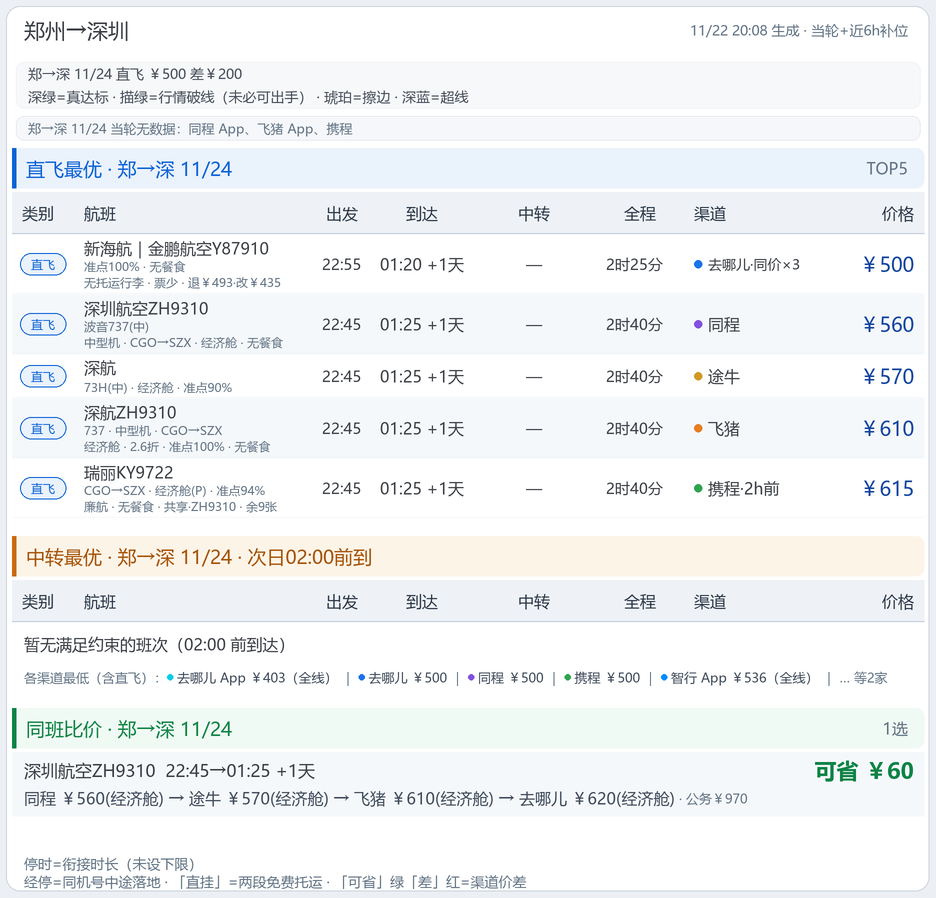 郑州→深圳
11/22 20:08 生成 · 当轮+近6h补位
郑→深 11/24 直飞 ¥500 差¥200
深绿=真达标 · 描绿=行情破线（未必可出手） · 琥珀=擦边 · 深蓝=超线
郑→深 11/24 当轮无数据：同程 App、飞猪 App、携程
直飞最优 · 郑→深 11/24 TOP5
类别 航班 出发 到达 中转 全程 渠道 价格
新海航｜金鹏航空Y87910
直飞 准点100% · 无餐食 22:55 01:20 +1天 — 2时25分 去哪儿·同价×3 ¥500
无托运行李 · 票少 · 退¥493·改¥435
深圳航空ZH9310
直飞 波音737(中) 22:45 01:25 +1天 — 2时40分 同程 ¥560
中型机 · CGO→SZX · 经济舱 · 无餐食
深航
直飞 22:45 01:25 +1天 — 2时40分 途牛 ¥570
73H(中) · 经济舱 · 准点90%
深航ZH9310
直飞 737 · 中型机 · CGO→SZX 22:45 01:25 +1天 — 2时40分 飞猪 ¥610
经济舱 · 2.6折 · 准点100% · 无餐食
瑞丽KY9722
直飞 CGO→SZX · 经济舱(P) · 准点94% 22:45 01:25 +1天 — 2时40分 携程·2h前 ¥615
廉航 · 无餐食 · 共享·ZH9310 · 余9张
中转最优 · 郑→深 11/24 · 次日02:00前到
类别 航班 出发 到达 中转 全程 渠道 价格
暂无满足约束的班次（02:00 前到达）
各渠道最低（含直飞）: 去哪儿 App ¥403（全线） | 去哪儿 ¥500 | 同程 ¥500 | 携程 ¥500 | 智行 App ¥536（全线） | … 等2家
同班比价 · 郑→深 11/24 1选
深圳航空ZH9310 22:45→01:25 +1天 可省 ¥60
同程 ¥560(经济舱) → 途牛 ¥570(经济舱) → 飞猪 ¥610(经济舱) → 去哪儿 ¥620(经济舱) · 公务¥970
停时=衔接时长（未设下限）
经停=同机号中途落地 · 「直挂」=两段免费托运 · 「可省」绿「差」红=渠道价差